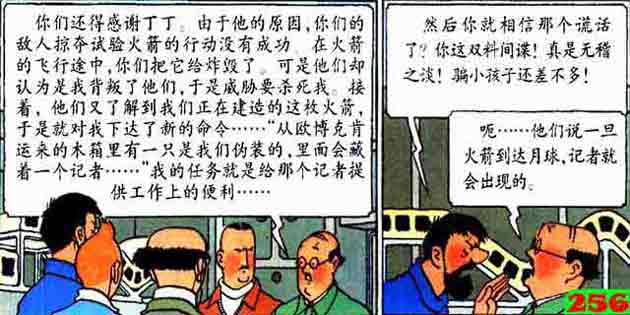 你们还得感谢丁丁。由于他的原因,你们的
敌人掠夺试验火箭的行动没有成功、在火箭
的飞行途中,你们把它给炸毁了。可是他们却
认为是我背叛了他们,于是威胁要杀死我。接
着,他们又了解到我们正在建造的这枚火箭,
于是就对我下达了新的命令……“从欧博克肯
运来的木箱里有一只是我们伪装的,里面会藏
着一个记者……”我的任务就是给那个记者提
供工作上的便利……
然后你就相信那个谎话
了?你这双料间谍!真是无稽
之谈!骗小孩子还差不多!
呃……他们说一旦
火箭到达月球,记者就
会出现的。
256